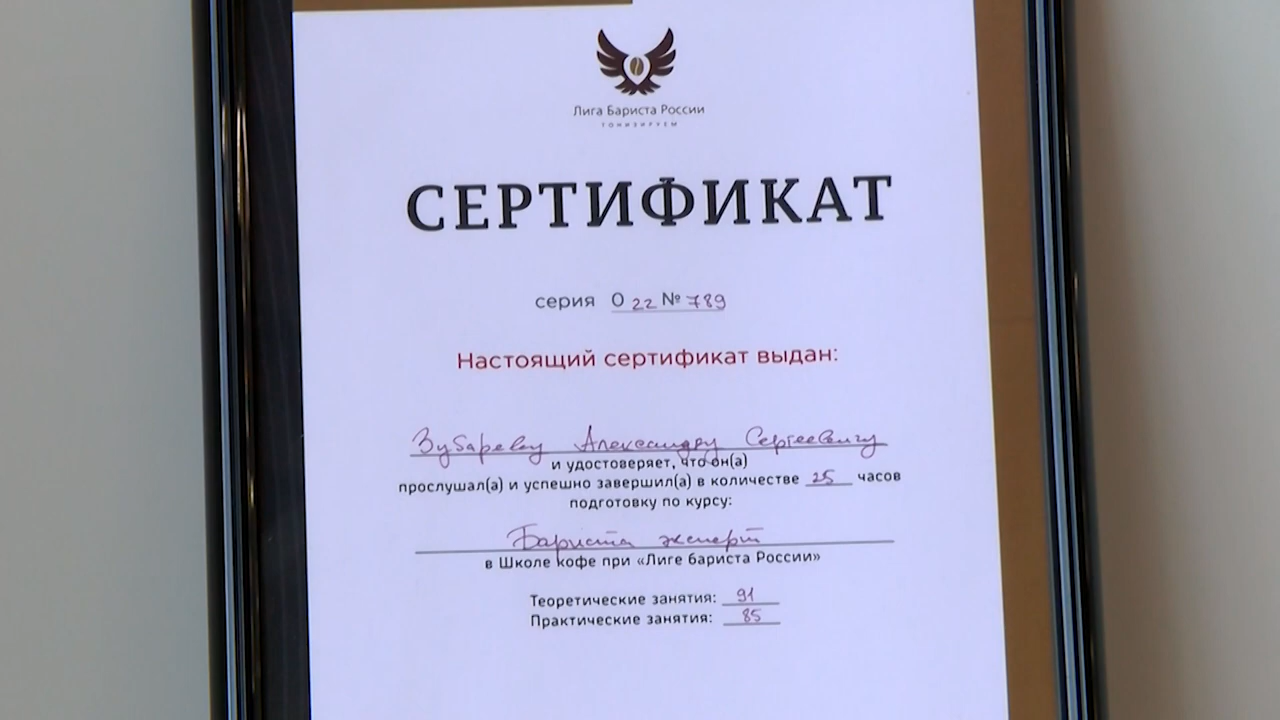 Лига Бариста России
ТОНИЗИРУЕМ
СЕРТИФИКАТ
серия О 22 № 789
Настоящий сертификат выдан:
Зубареву Александру Сергеевичу
и удостоверяет, что он(а)
прослушал(а) и успешно завершил(а) в количестве 25 часов
подготовку по курсу:
Бариста эксперт
в Школе кофе при «Лиге бариста России»
Теоретические занятия: 91
Практические занятия: 85